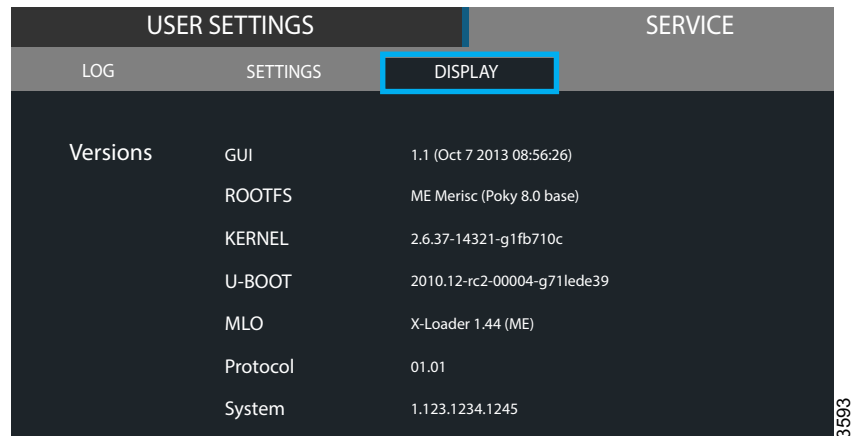 USER SETTINGS SERVICE
LOG SETTINGS DISPLAY
Versions GUI 1.1 (Oct 7 2013 08:56:26)
ROOTFS ME Merisc (Poky 8.0 base)
KERNEL 2.6.37-14321-g1fb710c
U-BOOT 2010.12-rc2-00004-g71lede39
MLO X-Loader 1.44 (ME)
Protocol 01.01
System 1.123.1234.1245
3593